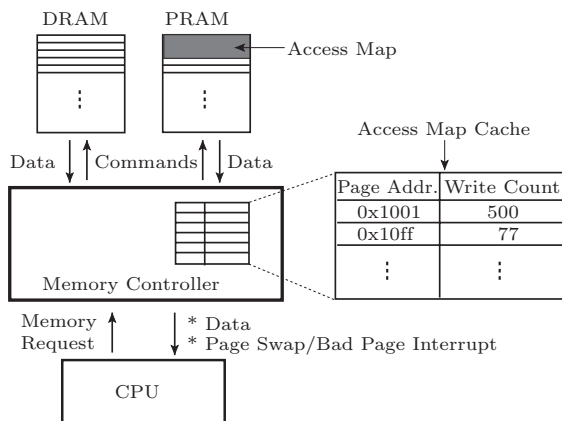 DRAM PRAM
Access Map
Data Commands Data
Access Map Cache
Page Addr. Write Count
0x1001 500
0x10ff 77
Memory Controller
Memory
Request
* Data
* Page Swap/Bad Page Interrupt
CPU